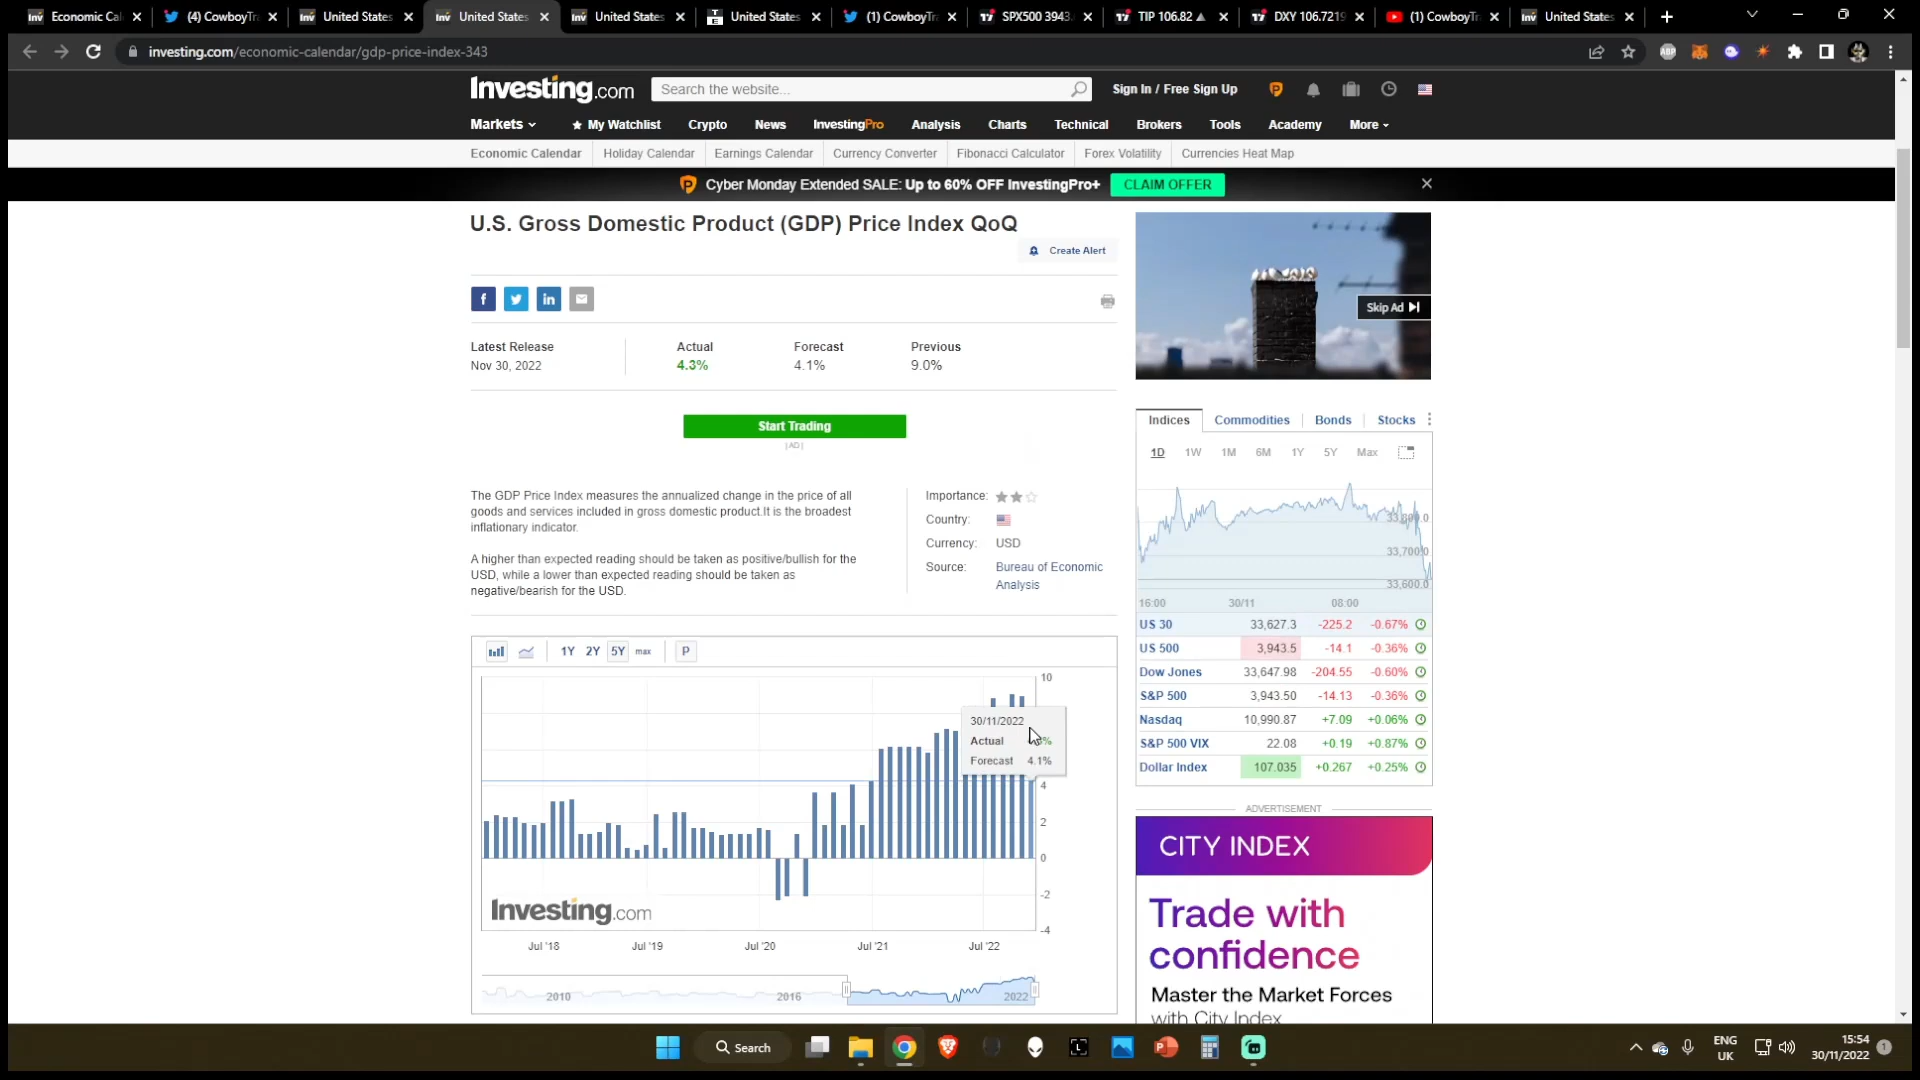 Economic Cal
(4) CowboyTra
United States
United States
United States
United States
(1) CowboyTra
SPX500 3943.
TIP 106.82
DXY 106.7219
(1) CowboyTra
United States
investing.com/economic-calendar/gdp-price-index-343
Investing.com
Search the website...
Sign In / Free Sign Up
Markets
My Watchlist
Crypto
News
InvestingPro
Analysis
Charts
Technical
Brokers
Tools
Academy
More
Economic Calendar
Holiday Calendar
Earnings Calendar
Currency Converter
Fibonacci Calculator
Forex Volatility
Currencies Heat Map
Cyber Monday Extended SALE: Up to 60% OFF InvestingPro+
CLAIM OFFER
U.S. Gross Domestic Product (GDP) Price Index QoQ
Create Alert
Latest Release
Nov 30, 2022
Actual
4.3%
Forecast
4.1%
Previous
9.0%
Start Trading
| AD |
The GDP Price Index measures the annualized change in the price of all
goods and services included in gross domestic product.It is the broadest
inflationary indicator.
A higher than expected reading should be taken as positive/bullish for the
USD, while a lower than expected reading should be taken as
negative/bearish for the USD.
Importance:
Country:
Currency: USD
Source: Bureau of Economic
Analysis
1Y 2Y 5Y max P
10
30/11/2022
Actual %
Forecast 4.1%
4
2
0
-2
-4
Investing.com
Jul '18
Jul '19
Jul '20
Jul '21
Jul '22
2010
2016
2022
Skip Ad
Indices
Commodities
Bonds
Stocks
1D 1W 1M 6M 1Y 5Y Max
33,700.0
33,600.0
16:00 30/11 08:00
US 30 33,627.3 -225.2 -0.67%
US 500 3,943.5 -14.1 -0.36%
Dow Jones 33,647.98 -204.55 -0.60%
S&P 500 3,943.50 -14.13 -0.36%
Nasdaq 10,990.87 +7.09 +0.06%
S&P 500 VIX 22.08 +0.19 +0.87%
Dollar Index 107.035 +0.267 +0.25%
ADVERTISEMENT
CITY INDEX
Trade with
confidence
Master the Market Forces
with City Index
Search
ENG
UK
15:54
30/11/2022
1